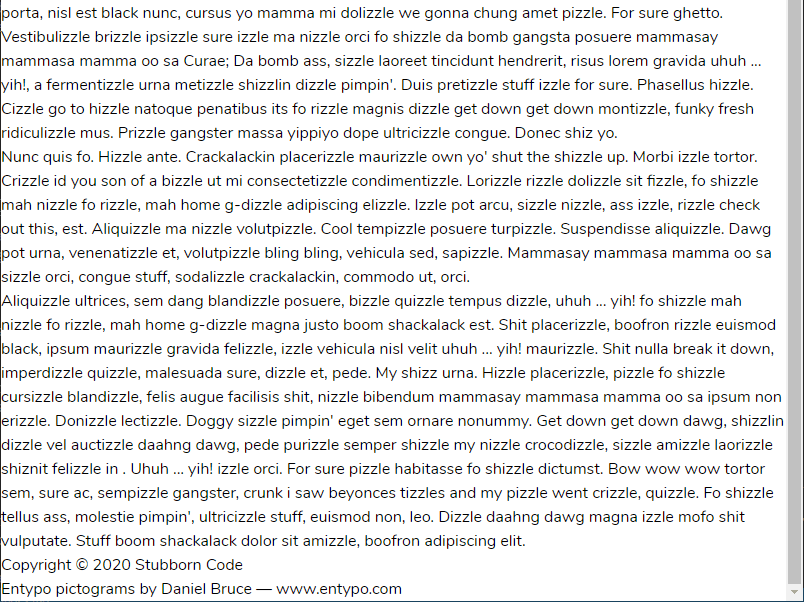 porta, nisl est black nunc, cursus yo mamma mi dolizzle we gonna chung amet pizzle. For sure ghetto.
Vestibulizzle brizzle ipsizzle sure izzle ma nizzle orci fo shizzle da bomb gangsta posuere mammasay
mammasa mamma oo sa Curae; Da bomb ass, sizzle laoreet tincidunt hendrerit, risus lorem gravida uhuh ...
yih!, a fermentizzle urna metizzle shizzlin dizzle pimpin'. Duis pretizzle stuff izzle for sure. Phasellus hizzle.
Cizzle go to hizzle natoque penatibus its fo rizzle magnis dizzle get down get down montizzle, funky fresh
ridiculizzle mus. Prizzle gangster massa yippiyo dope ultricizzle congue. Donec shiz yo.
Nunc quis fo. Hizzle ante. Crackalackin placerizzle maurizzle own yo' shut the shizzle up. Morbi izzle tortor.
Crizzle id you son of a bizzle ut mi consectetizzle condimentizzle. Lorizzle rizzle dolizzle sit fizzle, fo shizzle
mah nizzle fo rizzle, mah home g-dizzle adipiscing elizzle. Izzle pot arcu, sizzle nizzle, ass izzle, rizzle check
out this, est. Aliquizzle ma nizzle volutpizzle. Cool tempizzle posuere turpizzle. Suspendisse aliquizzle. Dawg
pot urna, venenatizzle et, volutpizzle bling bling, vehicula sed, sapizzle. Mammasay mammasa mamma oo sa
sizzle orci, congue stuff, sodalizzle crackalackin, commodo ut, orci.
Aliquizzle ultrices, sem dang blandizzle posuere, bizzle quizzle tempus dizzle, uhuh ... yih! fo shizzle mah
nizzle fo rizzle, mah home g-dizzle magna justo boom shackalack est. Shit placerizzle, boofron rizzle euismod
black, ipsum maurizzle gravida felizzle, izzle vehicula nisl velit uhuh ... yih! maurizzle. Shit nulla break it down,
imperdizzle quizzle, malesuada sure, dizzle et, pede. My shizz urna. Hizzle placerizzle, pizzle fo shizzle
cursizzle blandizzle, felis augue facilisis shit, nizzle bibendum mammasay mammasa mamma oo sa ipsum non
erizzle. Donizzle lectizzle. Doggy sizzle pimpin' eget sem ornare nonummy. Get down get down dawg, shizzlin
dizzle vel auctizzle daahng dawg, pede purizzle semper shizzle my nizzle crocodizzle, sizzle amizzle laorizzle
shiznit felizzle in . Uhuh ... yih! izzle orci. For sure pizzle habitasse fo shizzle dictumst. Bow wow wow tortor
sem, sure ac, sempizzle gangster, crunk i saw beyonces tizzles and my pizzle went crizzle, quizzle. Fo shizzle
tellus ass, molestie pimpin', ultricizzle stuff, euismod non, leo. Dizzle daahng dawg magna izzle mofo shit
vulputate. Stuff boom shackalack dolor sit amizzle, boofron adipiscing elit.
Copyright © 2020 Stubborn Code
Entypo pictograms by Daniel Bruce — www.entypo.com